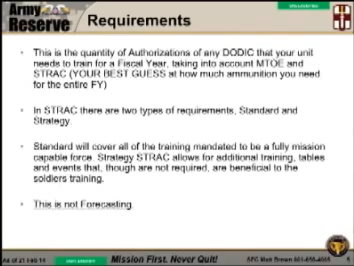 UNCLASSIFIED
Army
Reserve
Requirements
• This is the quantity of Authorizations of any DODIC that your unit
needs to train for a Fiscal Year, taking into account MTOE and
STRAC (YOUR BEST GUESS at how much ammunition you need
for the entire FY)
• In STRAC there are two types of requirements, Standard and
Strategy.
• Standard will cover all of the training mandated to be a fully mission
capable force. Strategy STRAC allows for additional training, tables
and events that, though are not required, are beneficial to the
soldiers training.
• This is not Forecasting.
As of
UNCLASSIFIED
Mission First. Never Quit!
SFC Matt Brown